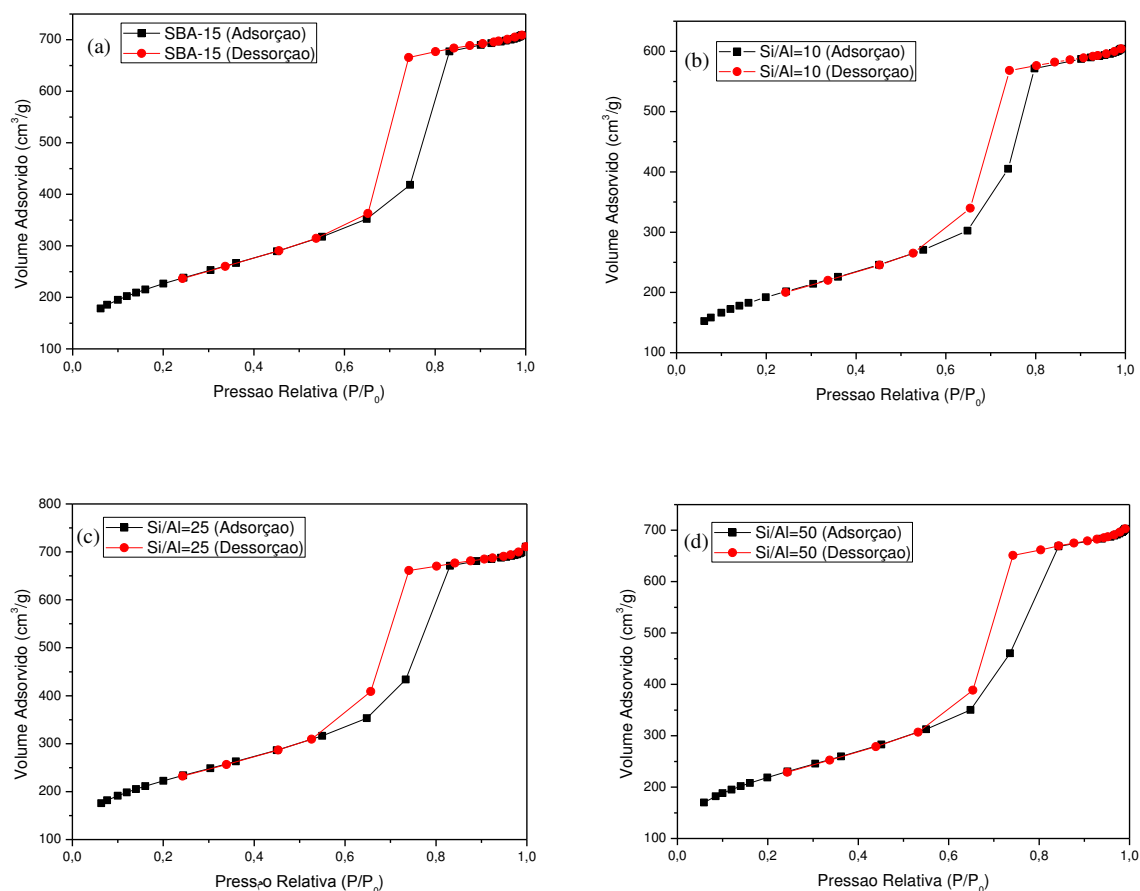 (a)
SBA-15 (Adsorçao)
SBA-15 (Dessorçao)
Volume Adsorvido (cm³/g)
700
600
500
400
300
200
100
0,0 0,2 0,4 0,6 0,8 1,0
Pressao Relativa (P/P₀)
(b)
Si/Al=10 (Adsorçao)
Si/Al=10 (Dessorçao)
Volume Adsorvido (cm³/g)
600
500
400
300
200
100
0,0 0,2 0,4 0,6 0,8 1,0
Pressao Relativa (P/P₀)
(c)
Si/Al=25 (Adsorçao)
Si/Al=25 (Dessorçao)
Volume Adsorvido (cm³/g)
800
700
600
500
400
300
200
100
0,0 0,2 0,4 0,6 0,8 1,0
Relativa (P/P₀)
(d)
Si/Al=50 (Adsorçao)
Si/Al=50 (Dessorçao)
Volume Adsorvido (cm³/g)
700
600
500
400
300
200
100
0,0 0,2 0,4 0,6 0,8 1,0
Pressao Relativa (P/P₀)